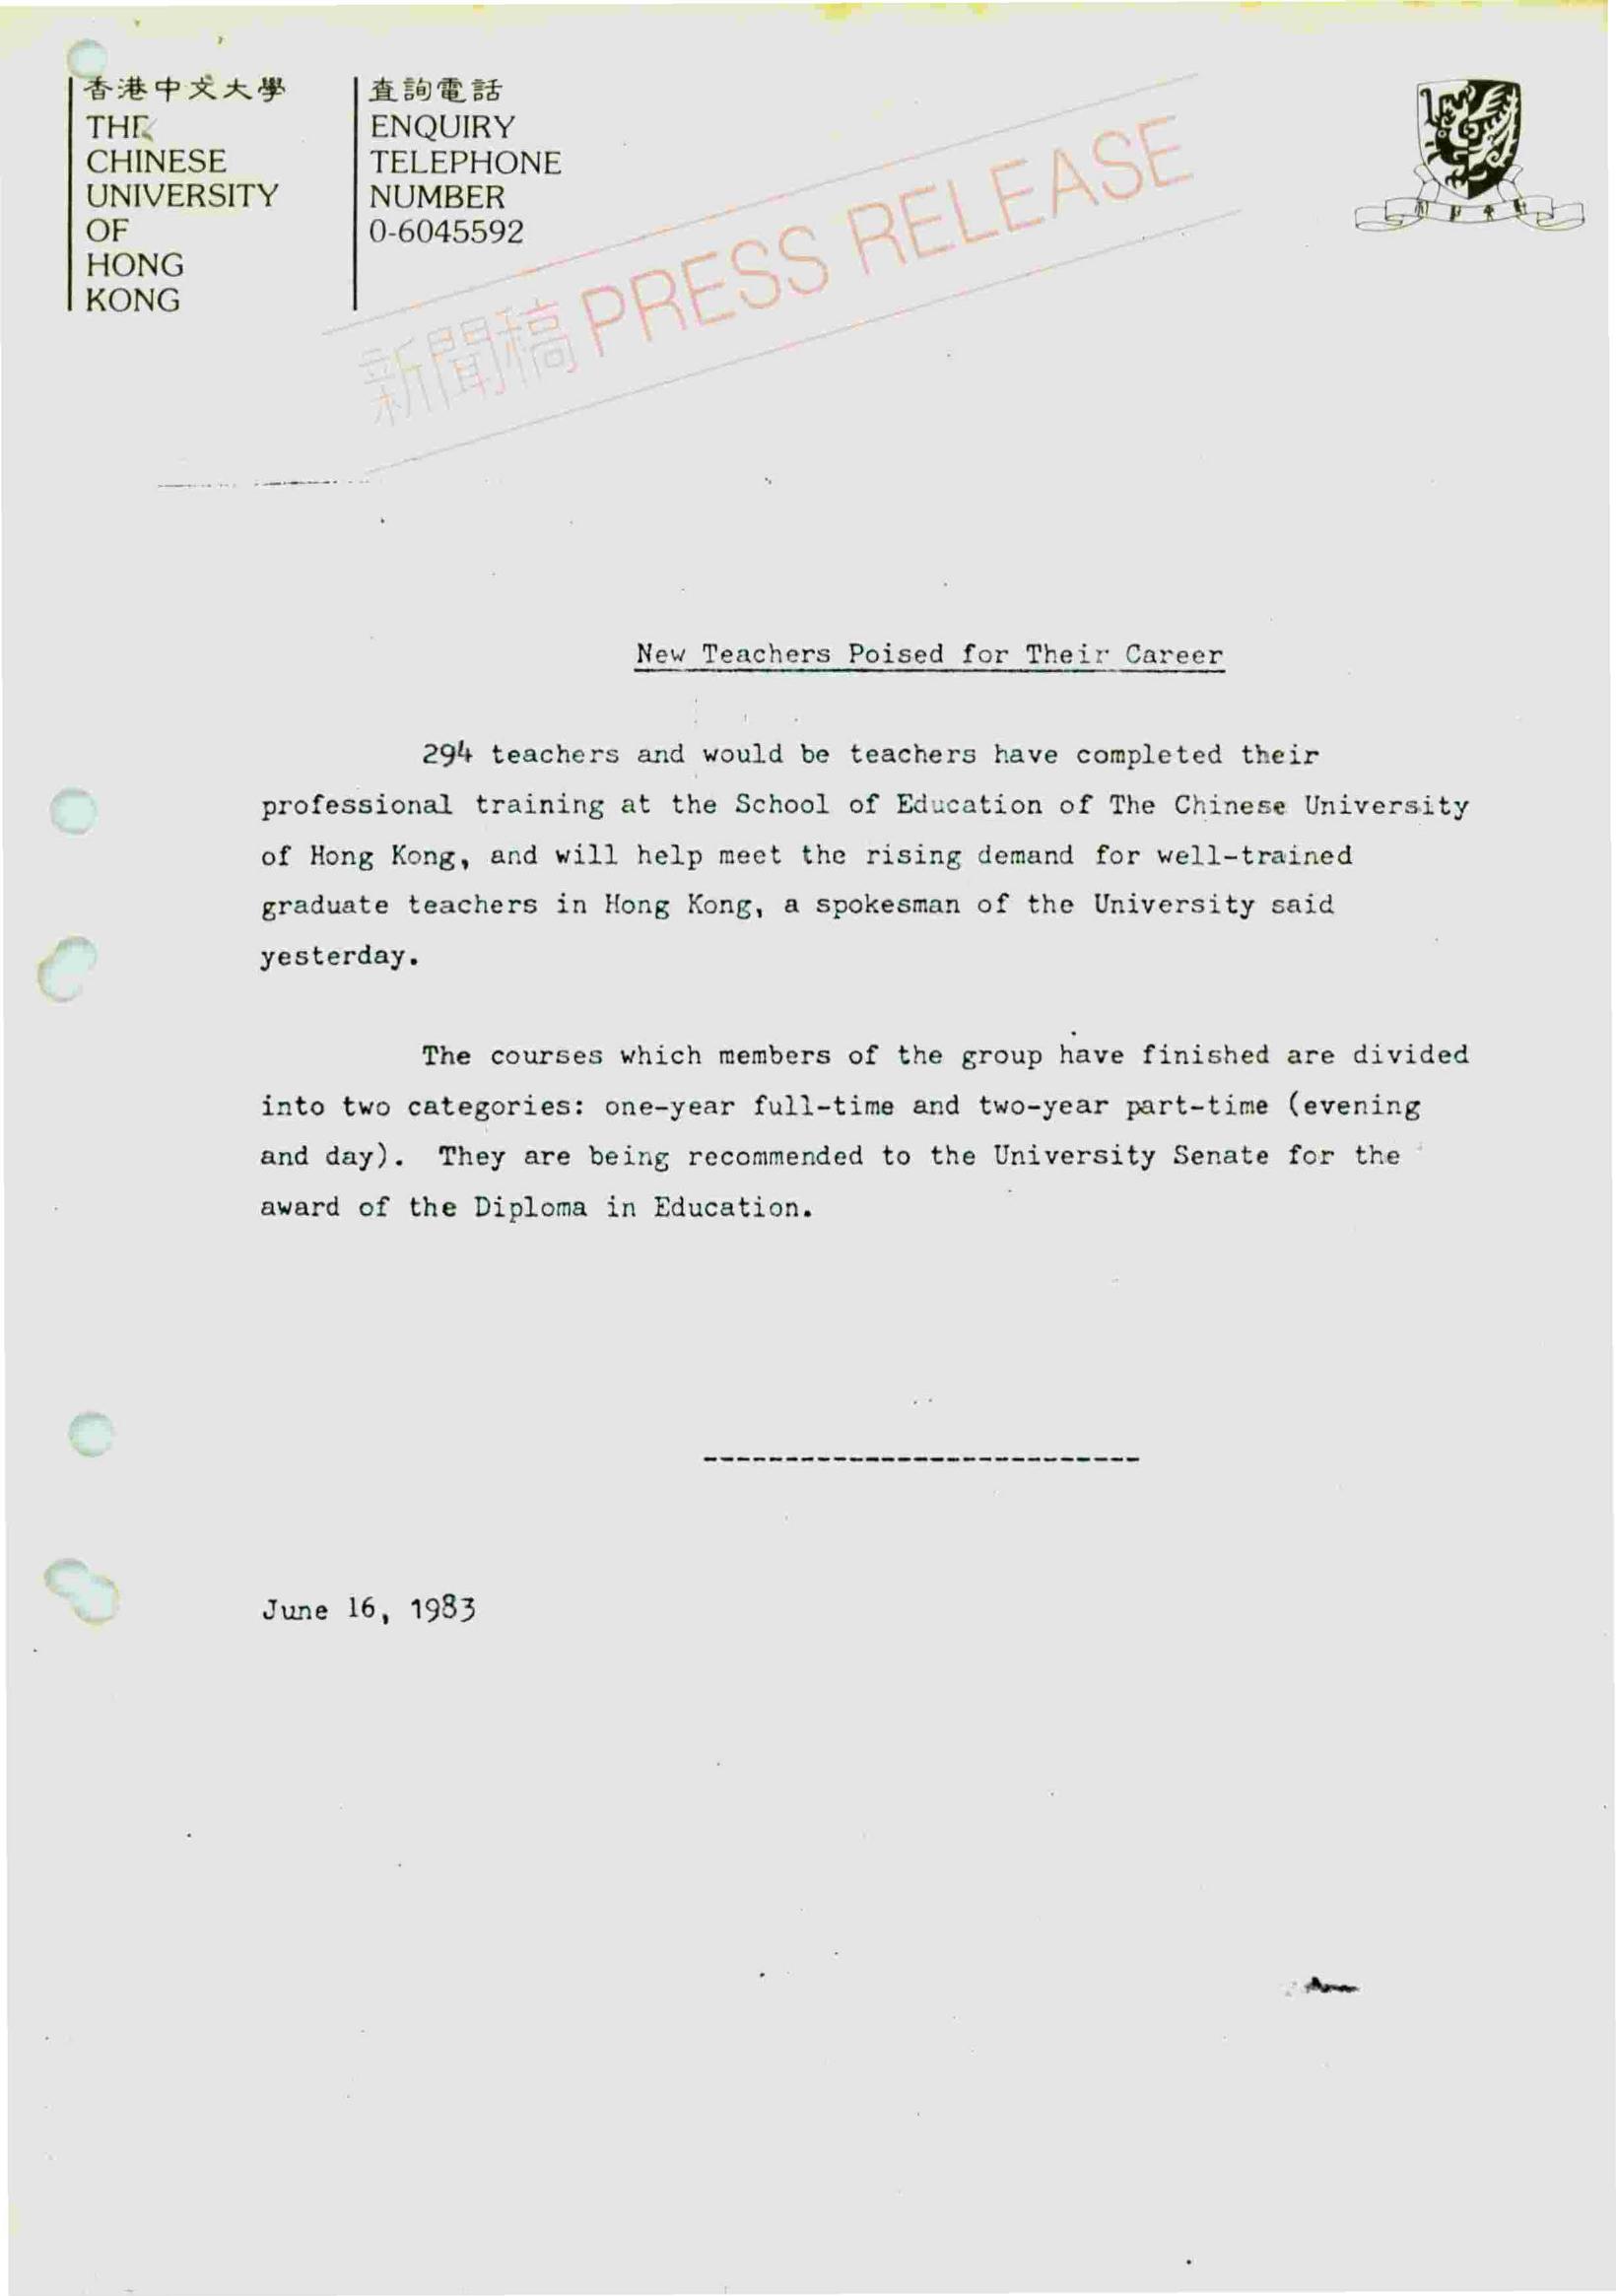 香港中文大學
THE
CHINESE
UNIVERSITY
OF
HONG
KONG
查詢電話
ENQUIRY
TELEPHONE
NUMBER
0-6045592
新聞稿 PRESS RELEASE
New Teachers Poised for Their Career
294 teachers and would be teachers have completed their
professional training at the School of Education of The Chinese University
of Hong Kong, and will help meet the rising demand for well-trained
graduate teachers in Hong Kong, a spokesman of the University said
yesterday.
The courses which members of the group have finished are divided
into two categories: one-year full-time and two-year part-time (evening
and day). They are being recommended to the University Senate for the
award of the Diploma in Education.
---------------------------
June 16, 1983